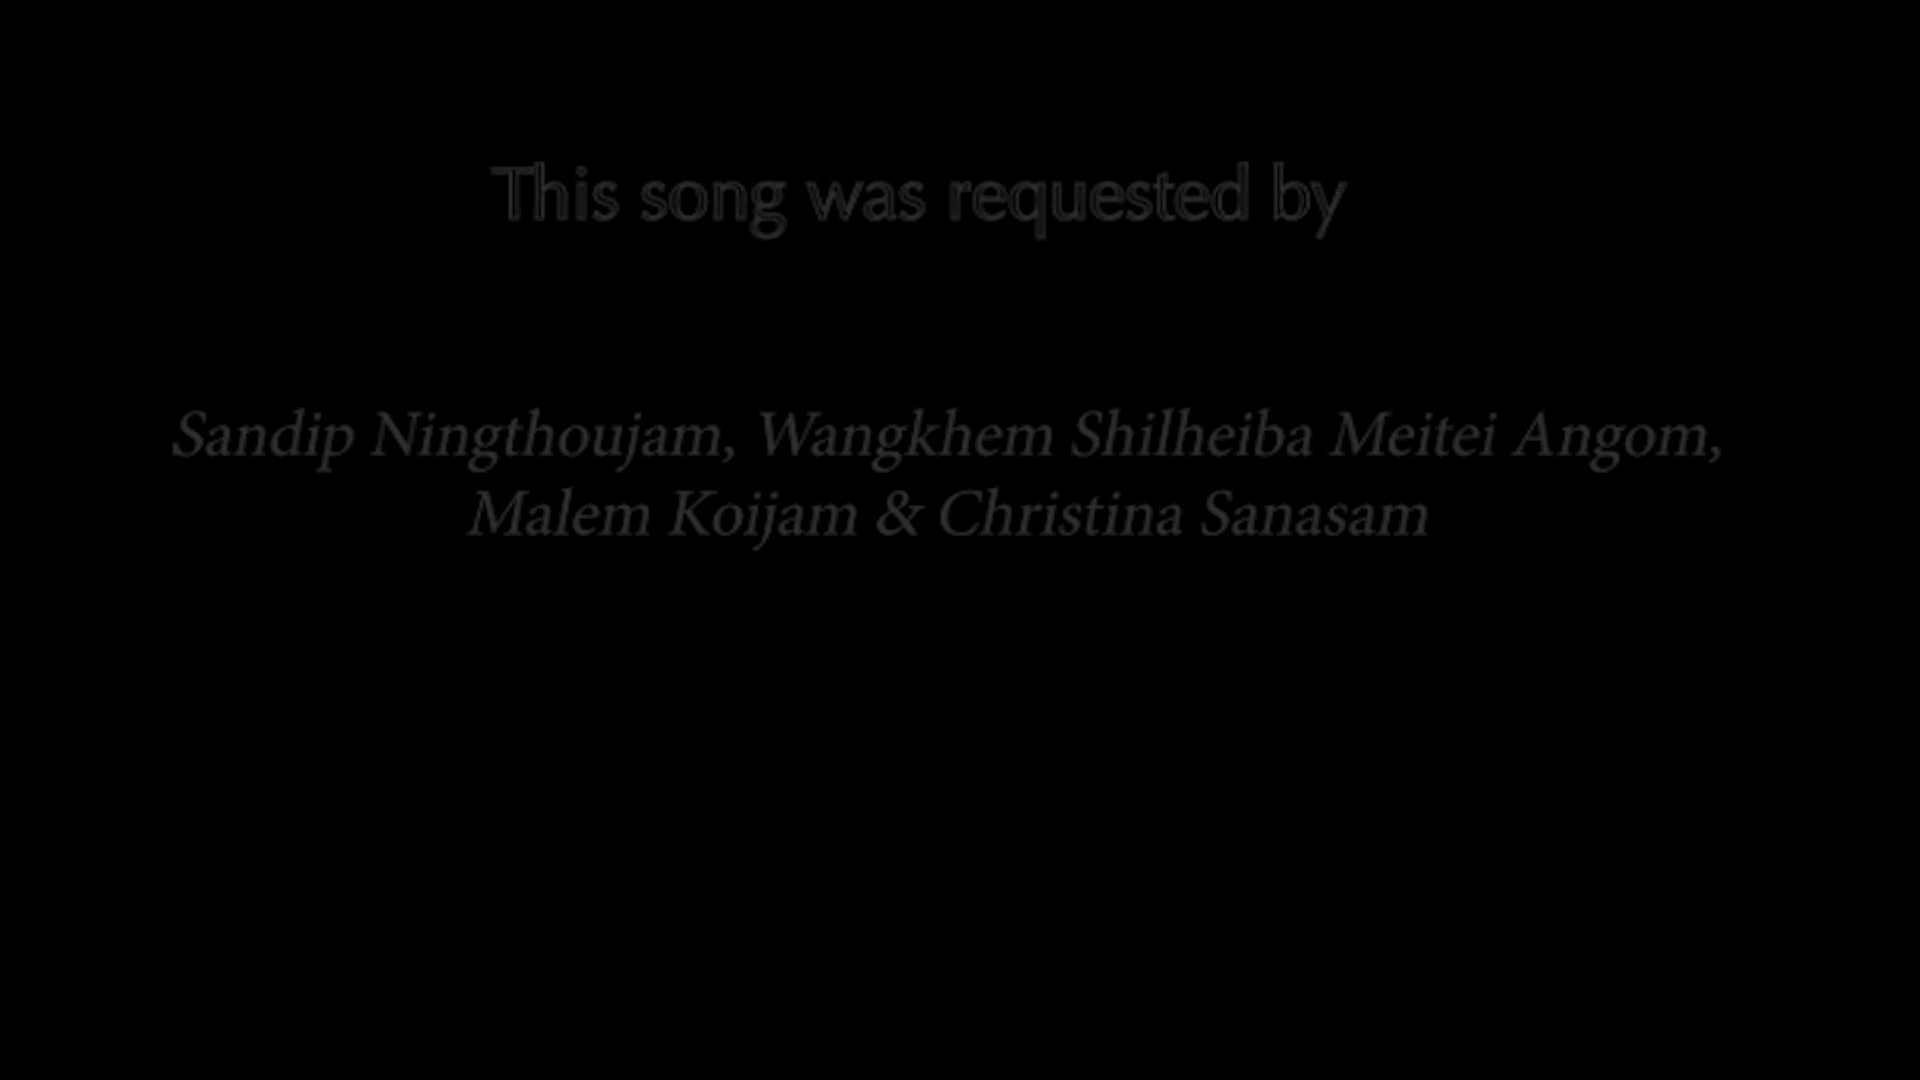 This song was requested by
Sandip Ningthoujam, Wangkhem Shilheiba Meitei Angom,
Malem Koijam & Christina Sanasam